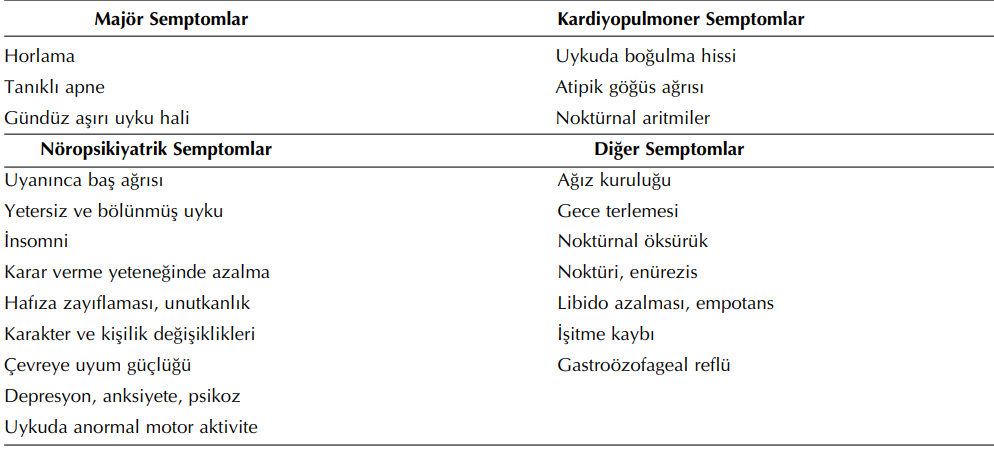 Majör Semptomlar
Kardiyopulmoner Semptomlar
Horlama
Uykuda boğulma hissi
Tanıklı apne
Atipik göğüs ağrısı
Gündüz aşırı uyku hali
Noktürnal aritmiler
Nöropsikiyatrik Semptomlar
Diğer Semptomlar
Uyanınca baş ağrısı
Ağız kuruluğu
Yetersiz ve bölünmüş uyku
Gece terlemesi
İnsomni
Noktürnal öksürük
Karar verme yeteneğinde azalma
Noktüri, enürezis
Hafıza zayıflaması, unutkanlık
Libido azalması, empotans
Karakter ve kişilik değişiklikleri
İşitme kaybı
Çevreye uyum güçlüğü
Gastroözofageal reflü
Depresyon, anksiyete, psikoz
Uykuda anormal motor aktivite